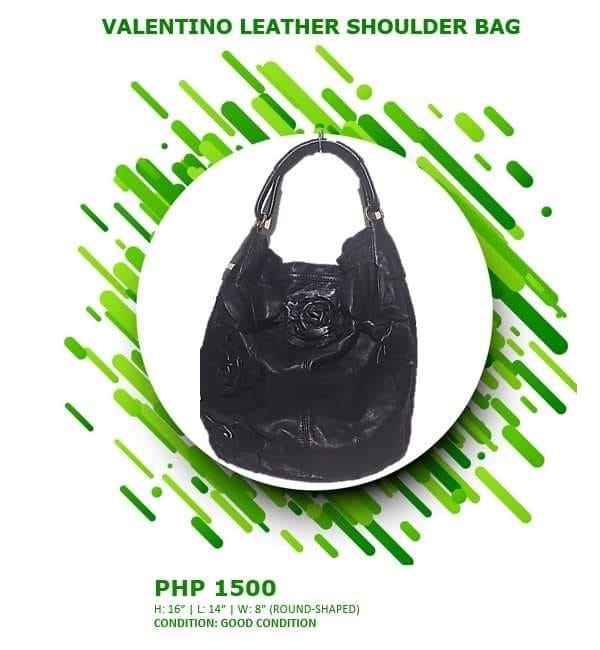 VALENTINO LEATHER SHOULDER BAG
PHP 1500
H: 16” | L: 14” | W: 8” (ROUND-SHAPED)
CONDITION: GOOD CONDITION